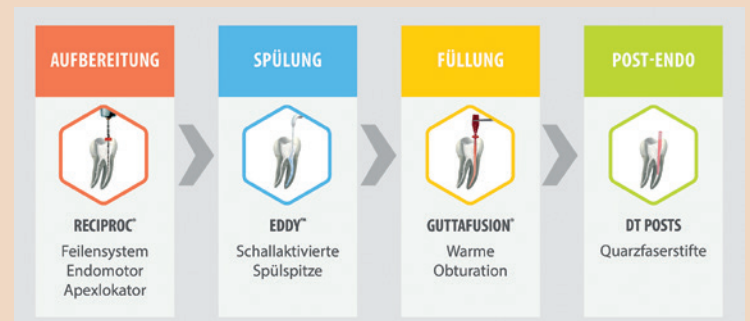 AUFBEREITUNG
RECIPROC®
Feilensystem
Endomotor
Apexlokator
SPÜLUNG
EDDY™
Schallaktivierte
Spülspitze
FÜLLUNG
GUTTAFUSION®
Warme
Obturation
POST-ENDO
DT POSTS
Quarzfaserstifte